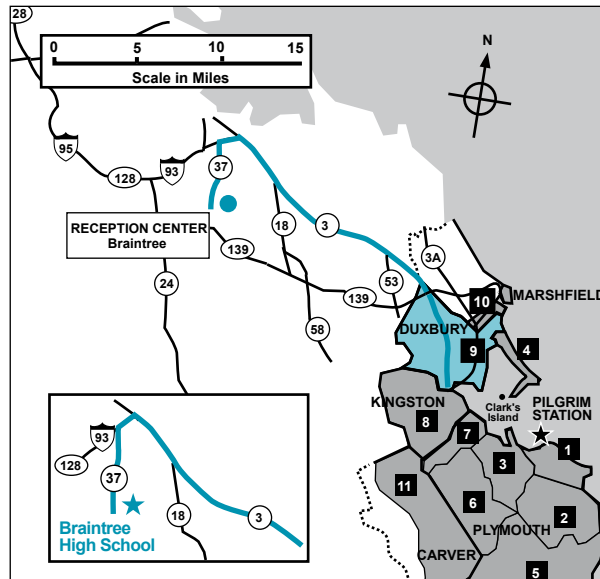 28
0 5 10 15
Scale in Miles
N
95
128
93
37
RECEPTION CENTER
Braintree
139
18
3
3A
53
24
139
58
10
MARSHFIELD
DUXBURY
9
4
KINGSTON
Clark's
Island
PILGRIM
STATION
8
7
1
3
11
6
2
PLYMOUTH
CARVER
5
93
128
37
18
3
Braintree
High School